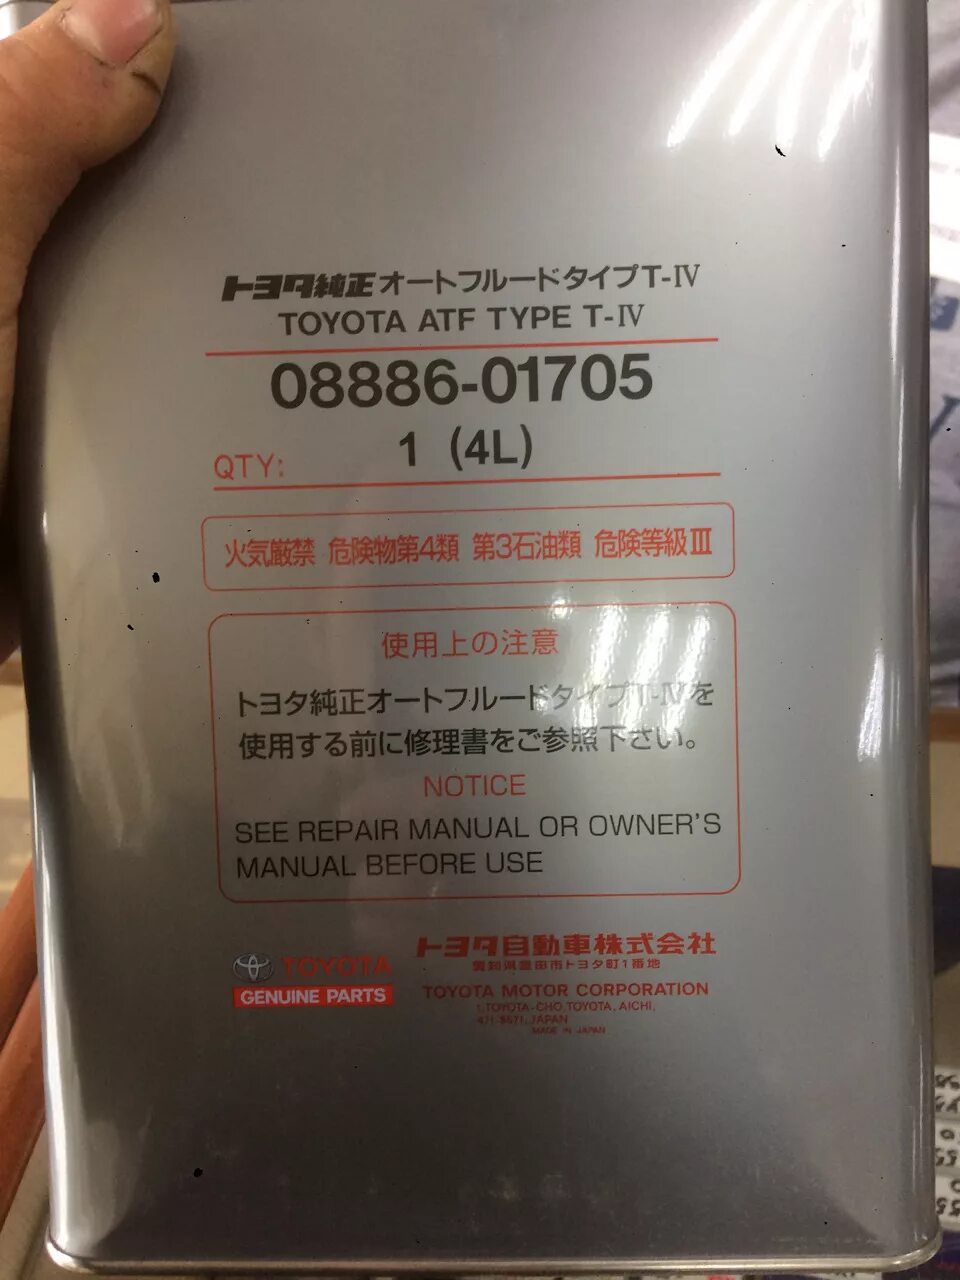 トヨタ純正オートフルードタイプT-IV
TOYOTA ATF TYPE T-IV
08886-01705
QTY: 1 (4L)
火気厳禁 危険物第4類 第3石油類 危険等級III
使用上の注意
トヨタ純正オートフルードタイプT-IVを
使用する前に修理書をご参照下さい。
NOTICE
SEE REPAIR MANUAL OR OWNER'S
MANUAL BEFORE USE
TOYOTA
GENUINE PARTS
トヨタ自動車株式会社
愛知県豊田市トヨタ町1番地
TOYOTA MOTOR CORPORATION
1, TOYOTA-CHO, TOYOTA, AICHI,
471-8571, JAPAN
MADE IN JAPAN